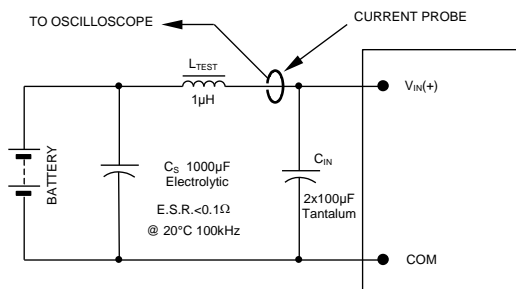 TO OSCILLOSCOPE
CURRENT PROBE
LTEST
1µH
VIN(+)
BATTERY
CS 1000µF
Electrolytic
E.S.R.<0.1Ω
@ 20°C 100kHz
CIN
2x100µF
Tantalum
COM